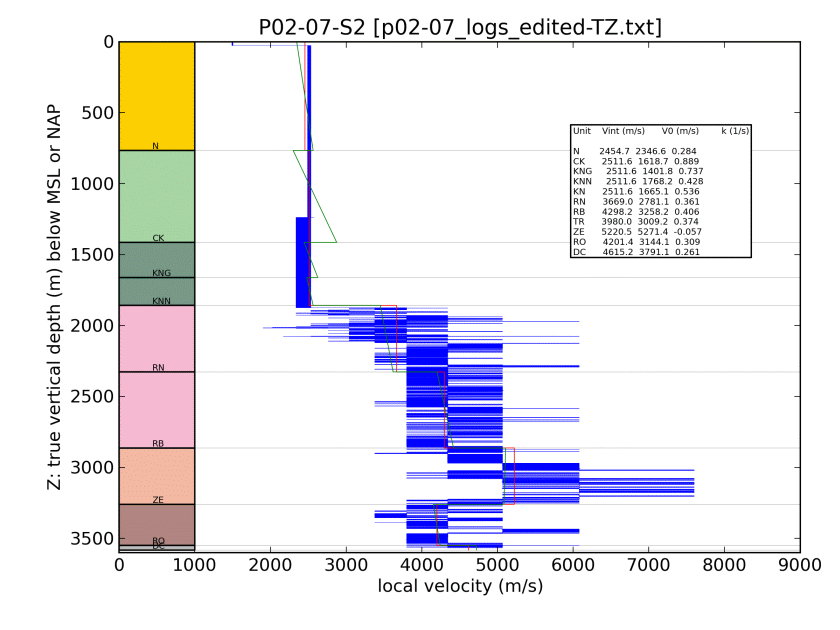 P02-07-S2 [p02-07_logs_edited-TZ.txt]
0
500
1000
1500
2000
2500
3000
3500
Z: true vertical depth (m) below MSL or NAP
N
CK
KNG
KNN
RN
RB
ZE
RO
DC
Unit Vint (m/s) V0 (m/s) k (1/s)
N 2454.7 2346.6 0.284
CK 2511.6 1618.7 0.889
KNG 2511.6 1401.8 0.737
KNN 2511.6 1768.2 0.428
KN 2511.6 1665.1 0.536
RN 3669.0 2781.1 0.361
RB 4298.2 3258.2 0.406
TR 3980.0 3009.2 0.374
ZE 5220.5 5271.4 -0.057
RO 4201.4 3144.1 0.309
DC 4615.2 3791.1 0.261
0 1000 2000 3000 4000 5000 6000 7000 8000 9000
local velocity (m/s)